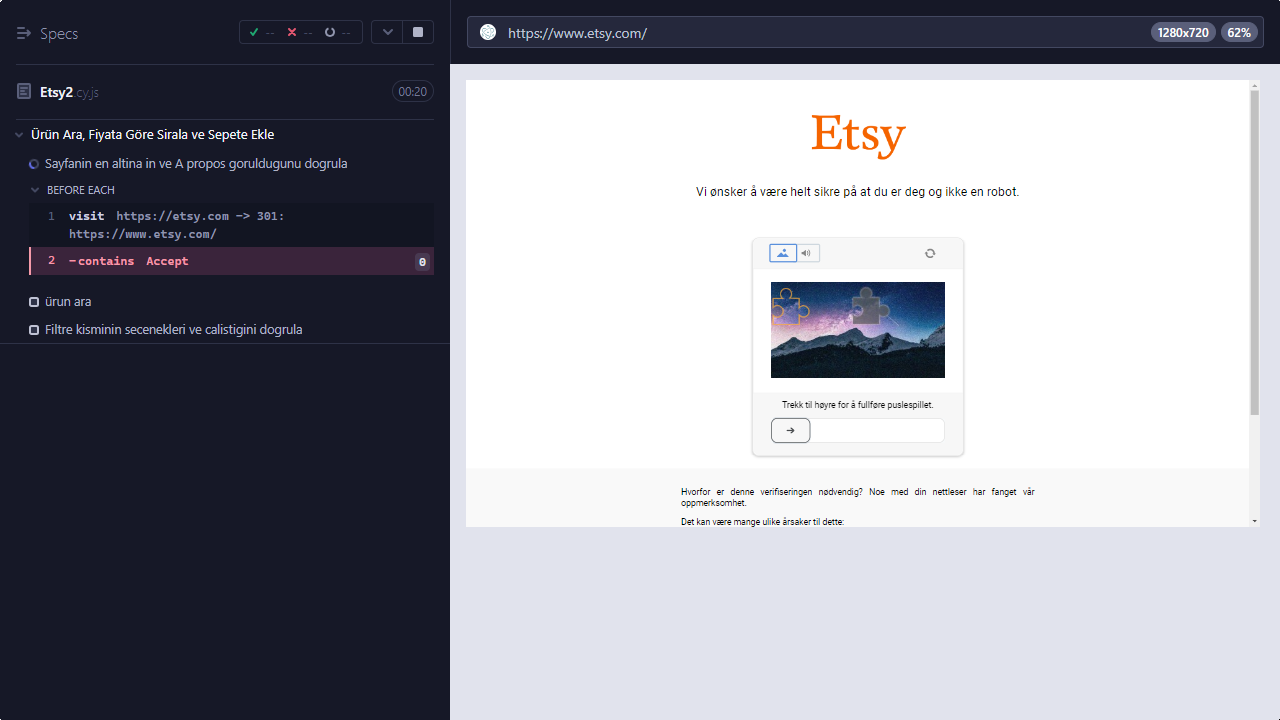 Specs
-- -- --
Etsy2.cy.js
00:20
Ürün Ara, Fiyata Göre Sirala ve Sepete Ekle
Sayfanin en altina in ve A propos goruldugunu dogrula
BEFORE EACH
1 visit https://etsy.com -> 301:
https://www.etsy.com/
2 -contains Accept 0
ürun ara
Filtre kisminin secenekleri ve calistigini dogrula
https://www.etsy.com/
1280x720 62%
Etsy
Vi ønsker å være helt sikre på at du er deg og ikke en robot.
Trekk til høyre for å fullføre puslespillet.
Hvorfor er denne verifiseringen nødvendig? Noe med din nettleser har fanget vår
oppmerksomhet.
Det kan være mange ulike årsaker til dette: